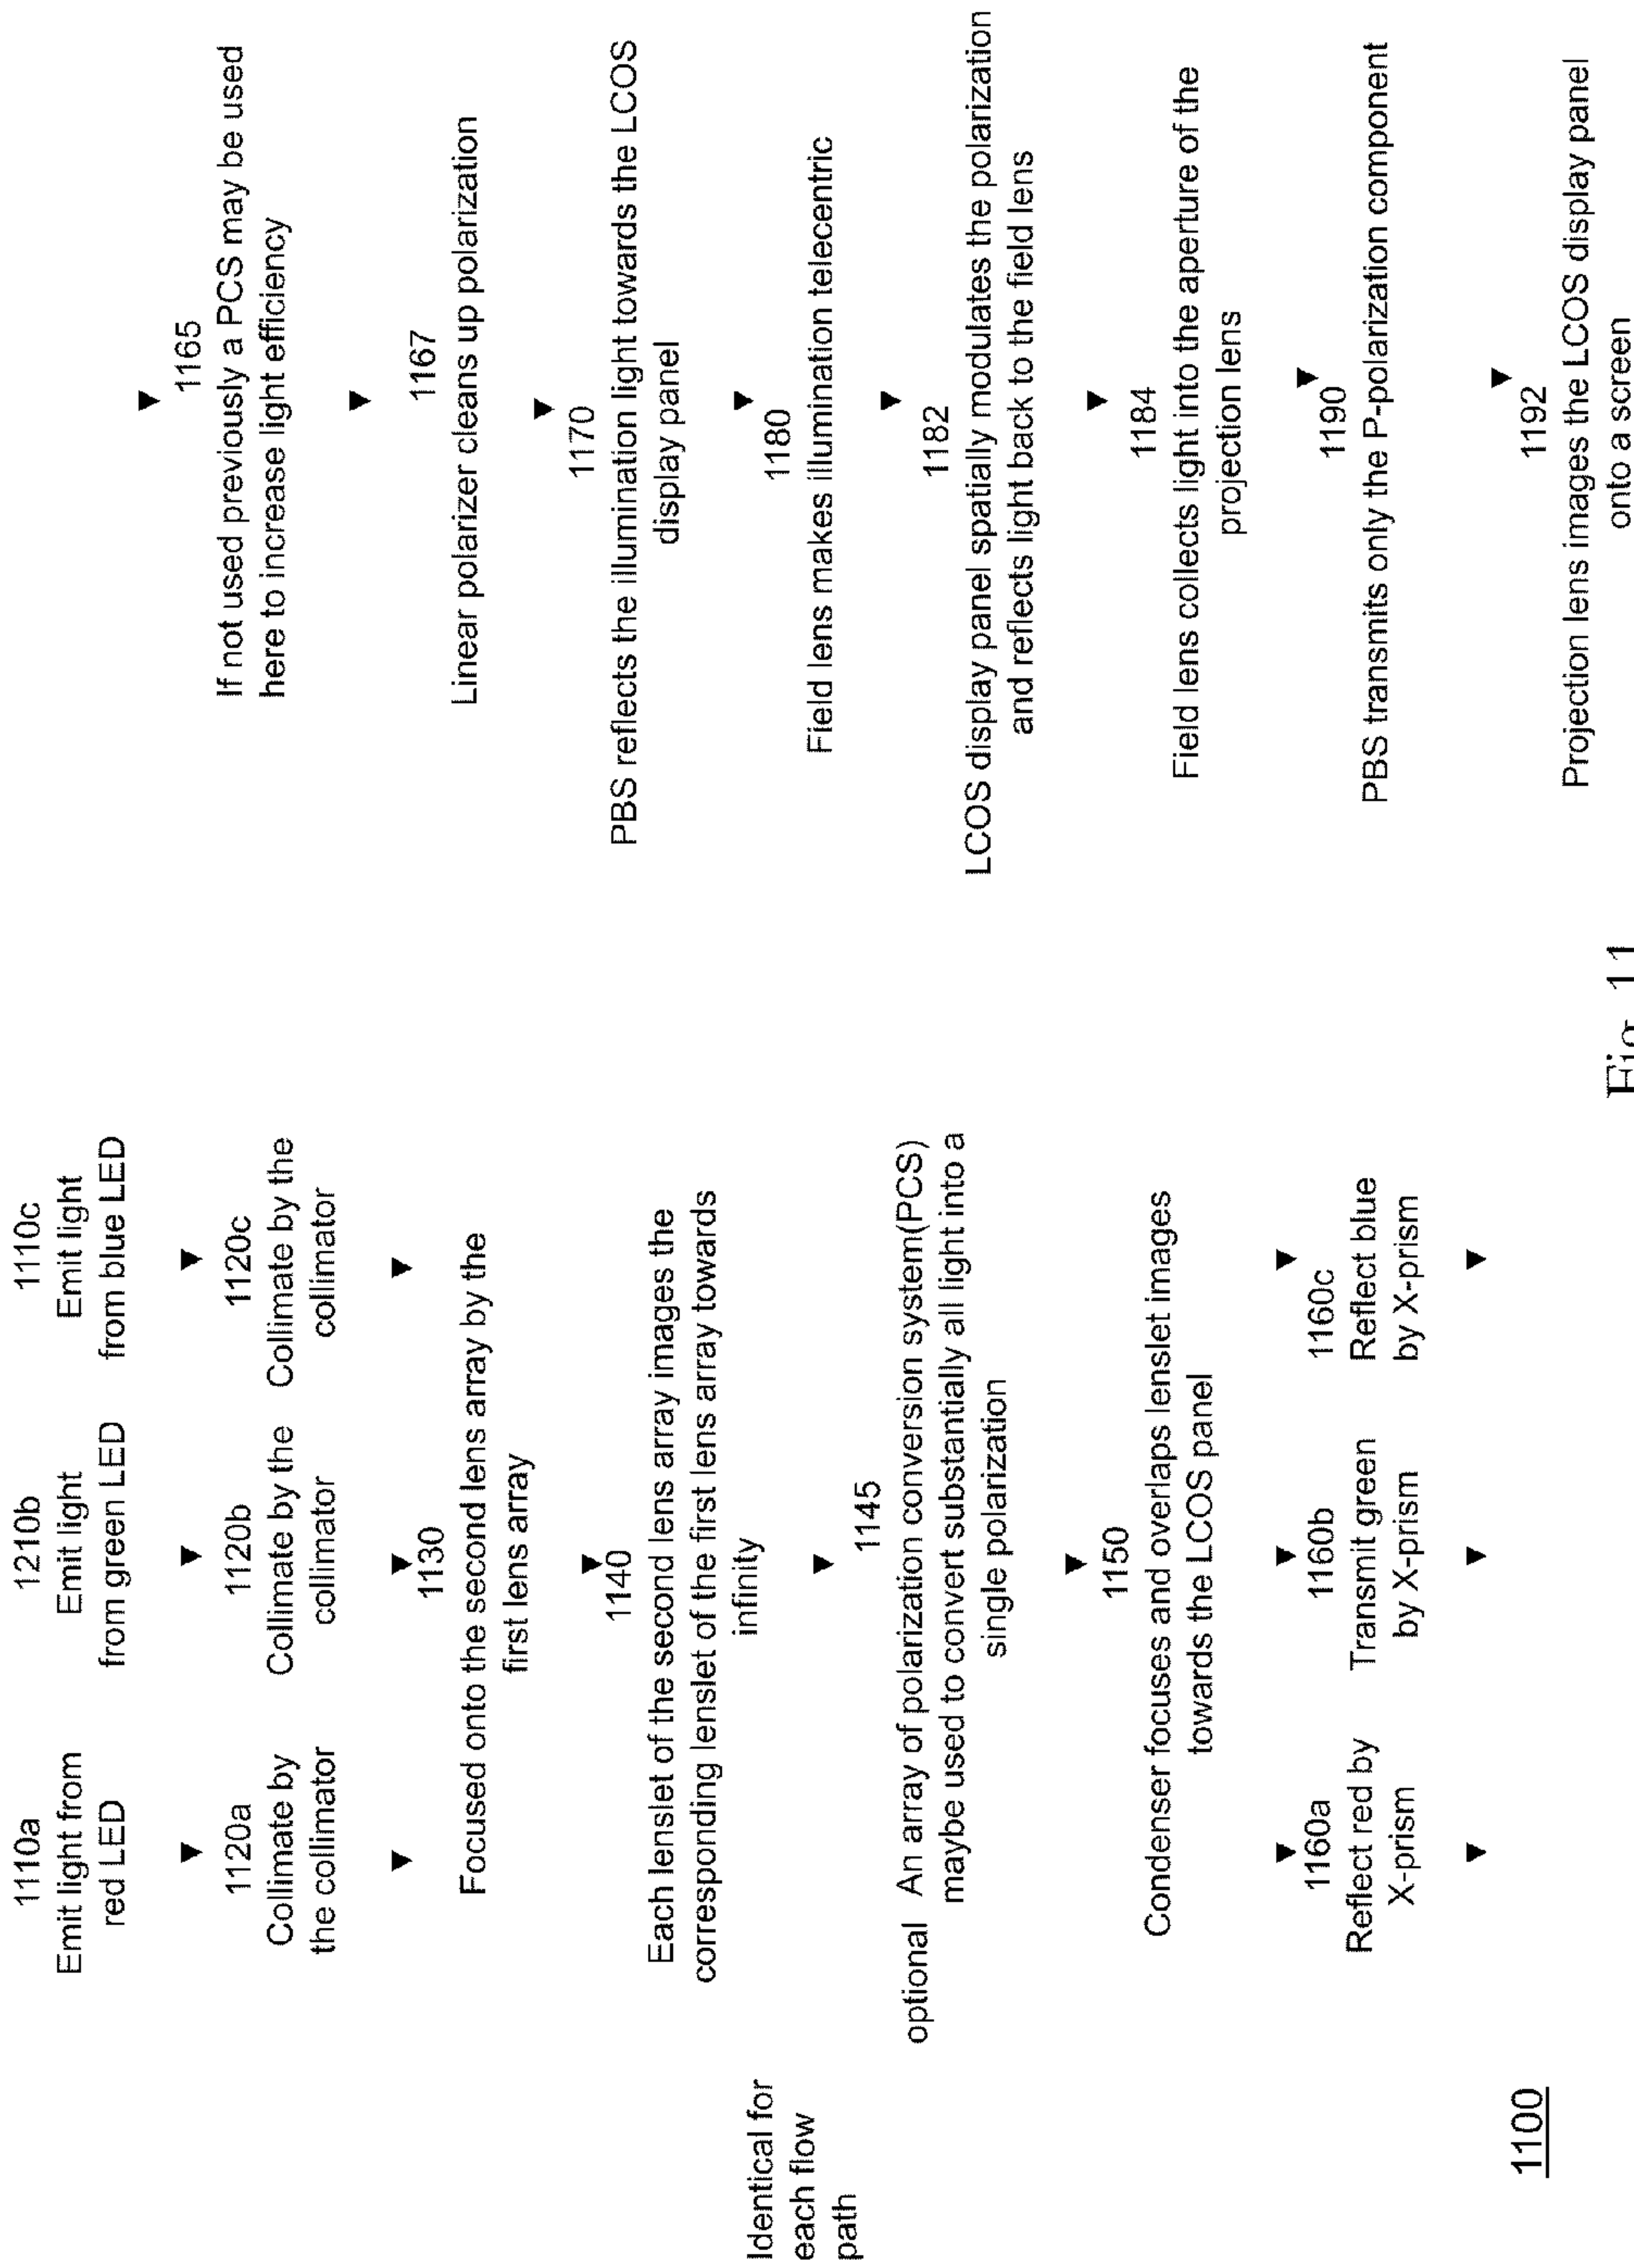 1110a
Emit light from
red LED
1210b
Emit light
from green LED
1110c
Emit light
from blue LED
1120a
Collimate by
the collimator
1120b
Collimate by the
collimator
1120c
Collimate by the
collimator
1130
Focused onto the second lens array by the
first lens array
1140
Each lenslet of the second lens array images the
corresponding lenslet of the first lens array towards
infinity
Identical for
each flow
path
1145
optional An array of polarization conversion system(PCS)
maybe used to convert substantially all light into a
single polarization
1150
Condenser focuses and overlaps lenslet images
towards the LCOS panel
1160a
Reflect red by
X-prism
1160b
Transmit green
by X-prism
1160c
Reflect blue
by X-prism
1100
1165
If not used previously a PCS may be used
here to increase light efficiency
1167
Linear polarizer cleans up polarization
1170
PBS reflects the illumination light towards the LCOS
display panel
1180
Field lens makes illumination telecentric
1182
LCOS display panel spatially modulates the polarization
and reflects light back to the field lens
1184
Field lens collects light into the aperture of the
projection lens
1190
PBS transmits only the P-polarization component
1192
Projection lens images the LCOS display panel
onto a screen
Fig. 11